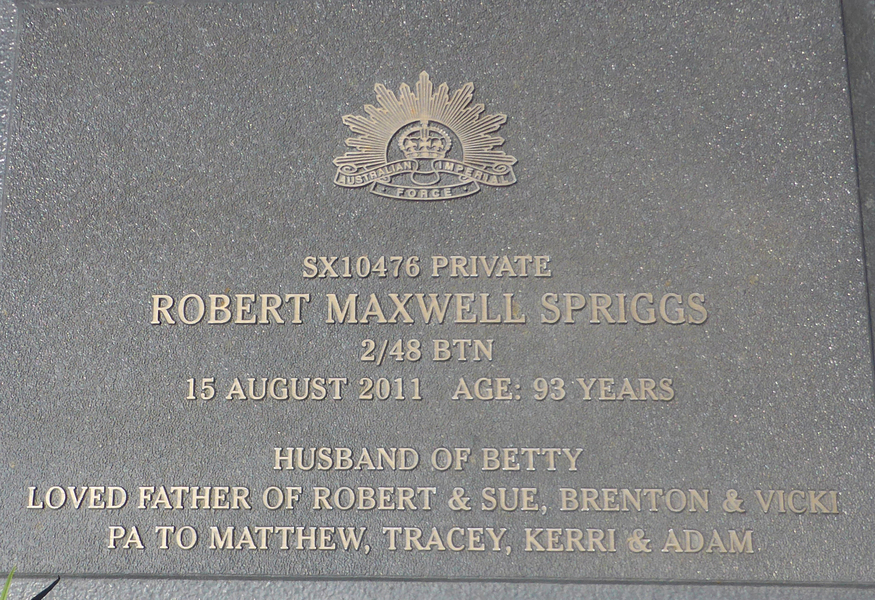 AUSTRALIAN IMPERIAL
FORCE
SX10476 PRIVATE
ROBERT MAXWELL SPRIGGS
2/48 BTN
15 AUGUST 2011 AGE: 93 YEARS
HUSBAND OF BETTY
LOVED FATHER OF ROBERT & SUE, BRENTON & VICKI
PA TO MATTHEW, TRACEY, KERRI & ADAM